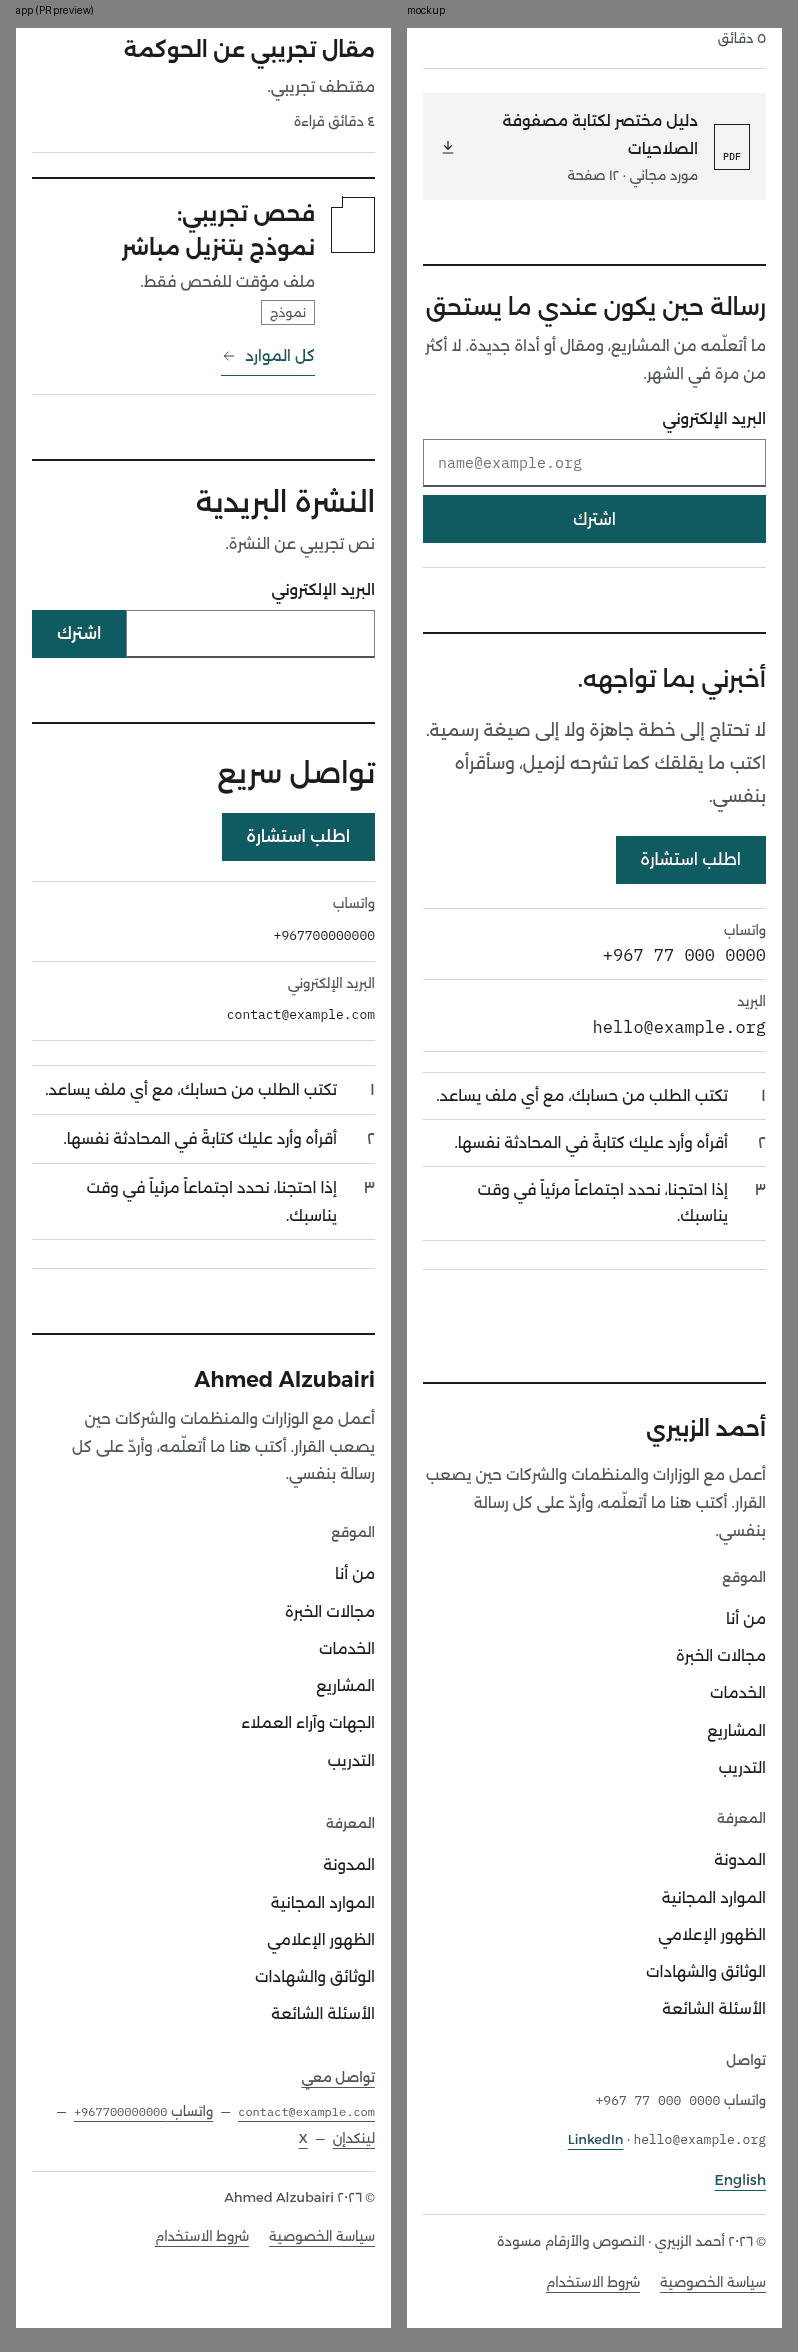 app (PR preview)
مقال تجريبي عن الحوكمة
مقتطف تجريبي.
٤ دقائق قراءة
فحص تجريبي:
نموذج بتنزيل مباشر
ملف مؤقت للفحص فقط.
نموذج
كل الموارد ←
النشرة البريدية
نص تجريبي عن النشرة.
البريد الإلكتروني
اشترك
تواصل سريع
اطلب استشارة
واتساب
+967700000000
البريد الإلكتروني
contact@example.com
١ تكتب الطلب من حسابك، مع أي ملف يساعد.
٢ أقرأه وأرد عليك كتابةً في المحادثة نفسها.
٣ إذا احتجنا، نحدد اجتماعاً مرئياً في وقت
يناسبك.
Ahmed Alzubairi
أعمل مع الوزارات والمنظمات والشركات حين
يصعب القرار. أكتب هنا ما أتعلّمه، وأردّ على كل
رسالة بنفسي.
الموقع
من أنا
مجالات الخبرة
الخدمات
المشاريع
الجهات وآراء العملاء
التدريب
المعرفة
المدونة
الموارد المجانية
الظهور الإعلامي
الوثائق والشهادات
الأسئلة الشائعة
تواصل معي
contact@example.com — واتساب +967700000000 —
لينكدإن — X
© ٢٠٢٦ Ahmed Alzubairi
سياسة الخصوصية شروط الاستخدام
mockup
٥ دقائق
PDF
دليل مختصر لكتابة مصفوفة
الصلاحيات
مورد مجاني · ١٢ صفحة
رسالة حين يكون عندي ما يستحق
ما أتعلّمه من المشاريع، ومقال أو أداة جديدة. لا أكثر
من مرة في الشهر.
البريد الإلكتروني
name@example.org
اشترك
أخبرني بما تواجهه.
لا تحتاج إلى خطة جاهزة ولا إلى صيغة رسمية.
اكتب ما يقلقك كما تشرحه لزميل، وسأقرأه
بنفسي.
اطلب استشارة
واتساب
+967 77 000 0000
البريد
hello@example.org
١ تكتب الطلب من حسابك، مع أي ملف يساعد.
٢ أقرأه وأرد عليك كتابةً في المحادثة نفسها.
٣ إذا احتجنا، نحدد اجتماعاً مرئياً في وقت
يناسبك.
أحمد الزبيري
أعمل مع الوزارات والمنظمات والشركات حين يصعب
القرار. أكتب هنا ما أتعلّمه، وأردّ على كل رسالة
بنفسي.
الموقع
من أنا
مجالات الخبرة
الخدمات
المشاريع
التدريب
المعرفة
المدونة
الموارد المجانية
الظهور الإعلامي
الوثائق والشهادات
الأسئلة الشائعة
تواصل
واتساب +967 77 000 0000
hello@example.org · LinkedIn
English
© ٢٠٢٦ أحمد الزبيري · النصوص والأرقام مسودة
سياسة الخصوصية شروط الاستخدام